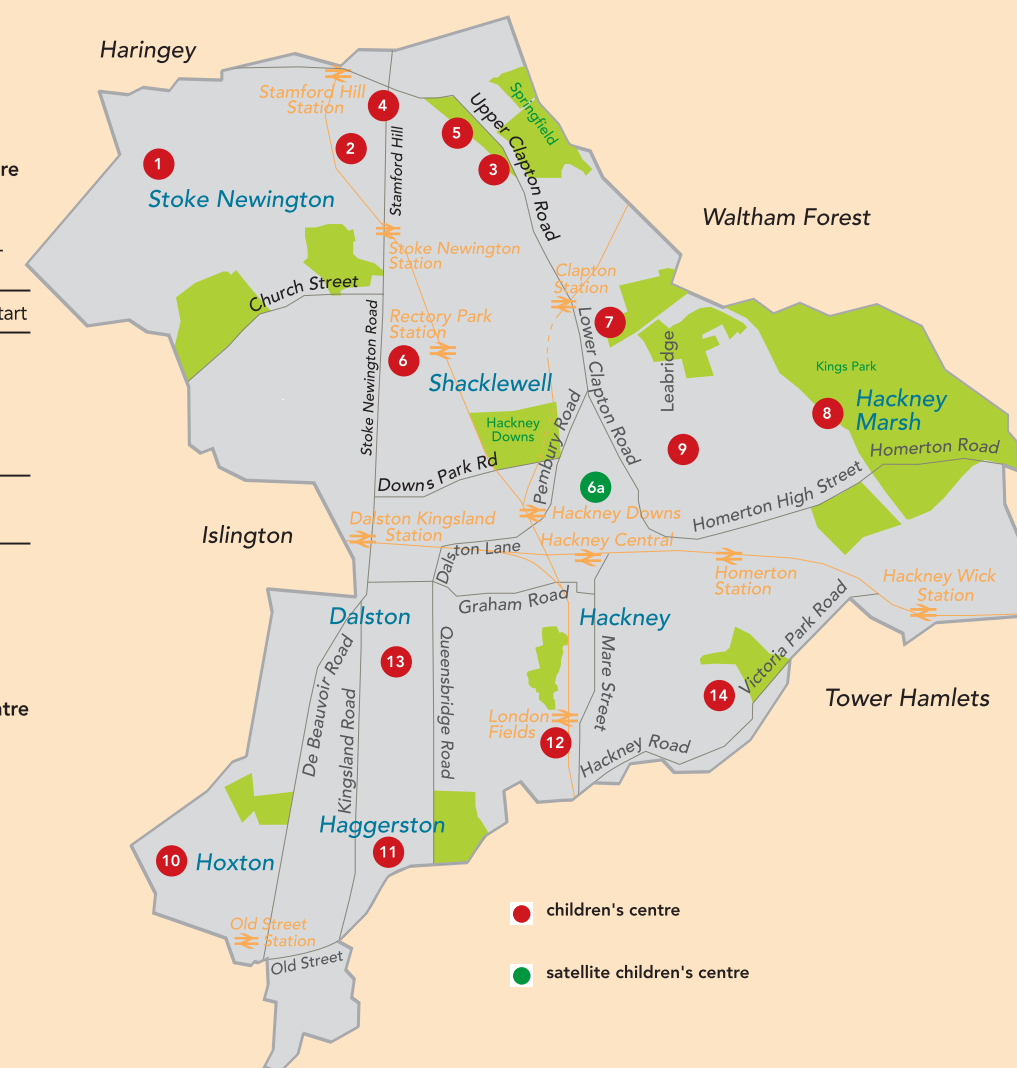 Haringey
Stamford Hill
Station
4
Stamford Hill
Upper Clapton Road
Springfield
5
2
3
1
re
Stoke Newington
Waltham Forest
Stoke Newington
Station
Clapton
Station
Church Street
tart
Rectory Park
Station
Stoke Newington Road
6
7
Lower Clapton Road
Leabridge
Shacklewell
Kings Park
8
Hackney
Marsh
Hackney
Downs
Pembury Road
9
Homerton Road
Downs Park Rd
6a
Homerton High Street
Islington
Dalston Kingsland
Station
Hackney Downs
Hackney Central
Dalston Lane
Homerton
Station
Hackney Wick
Station
Graham Road
Dalston
Hackney
13
De Beauvoir Road
Kingsland Road
Queensbridge Road
Mare Street
14
Victoria Park Road
Tower Hamlets
ntre
London
Fields
12
Hackney Road
Haggerston
11
10
Hoxton
Old Street
Station
Old Street
children's centre
satellite children's centre